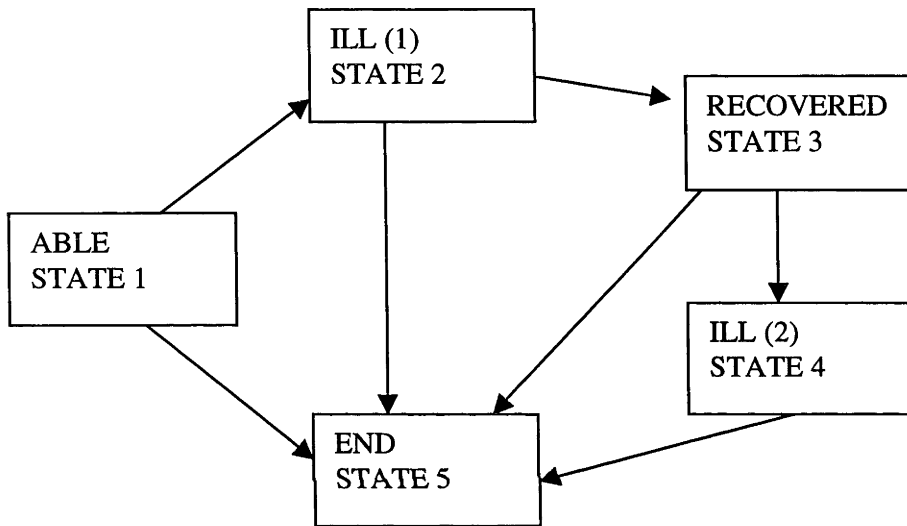 ILL (1)
STATE 2
RECOVERED
STATE 3
ABLE
STATE 1
ILL (2)
STATE 4
END
STATE 5